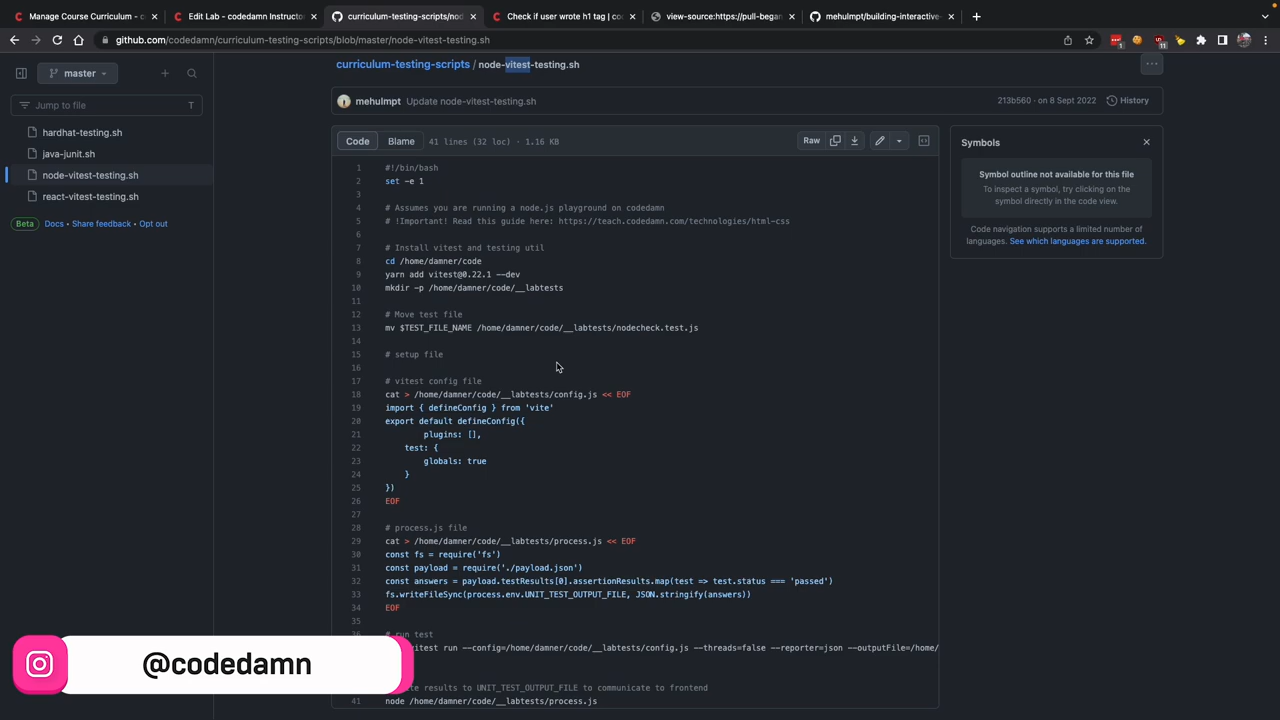 Manage Course Curriculum - c
Edit Lab - codedamn Instructor
curriculum-testing-scripts/nod
Check if user wrote h1 tag | cod
view-source:https://pull-began
mehulmpt/building-interactive-
github.com/codedamn/curriculum-testing-scripts/blob/master/node-vitest-testing.sh
1
11
master
curriculum-testing-scripts / node-vitest-testing.sh
Jump to file
T
mehulmpt Update node-vitest-testing.sh
213b560 · on 8 Sept 2022
History
hardhat-testing.sh
java-junit.sh
node-vitest-testing.sh
react-vitest-testing.sh
Beta Docs · Share feedback · Opt out
Code
Blame
41 lines (32 loc) · 1.16 KB
Raw
Symbols
Symbol outline not available for this file
To inspect a symbol, try clicking on the
symbol directly in the code view.
Code navigation supports a limited number of
languages. See which languages are supported.
1 #!/bin/bash
2 set -e 1
3
4 # Assumes you are running a node.js playground on codedamn
5 # !Important! Read this guide here: https://teach.codedamn.com/technologies/html-css
6
7 # Install vitest and testing util
8 cd /home/damner/code
9 yarn add vitest@0.22.1 --dev
10 mkdir -p /home/damner/code/__labtests
11
12 # Move test file
13 mv $TEST_FILE_NAME /home/damner/code/__labtests/nodecheck.test.js
14
15 # setup file
16
17 # vitest config file
18 cat > /home/damner/code/__labtests/config.js << EOF
19 import { defineConfig } from 'vite'
20 export default defineConfig({
21 plugins: [],
22 test: {
23 globals: true
24 }
25 })
26 EOF
27
28 # process.js file
29 cat > /home/damner/code/__labtests/process.js << EOF
30 const fs = require('fs')
31 const payload = require('./payload.json')
32 const answers = payload.testResults[0].assertionResults.map(test => test.status === 'passed')
33 fs.writeFileSync(process.env.UNIT_TEST_OUTPUT_FILE, JSON.stringify(answers))
34 EOF
35
36 # run test
vitest run --config=/home/damner/code/__labtests/config.js --threads=false --reporter=json --outputFile=/home/
results to UNIT_TEST_OUTPUT_FILE to communicate to frontend
41 node /home/damner/code/__labtests/process.js
@codedamn